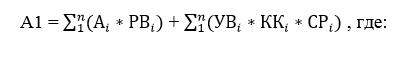 А1 = ∑₁ⁿ(Аᵢ ∗ РВᵢ) + ∑₁ⁿ(УВᵢ ∗ ККᵢ ∗ СРᵢ) , где: